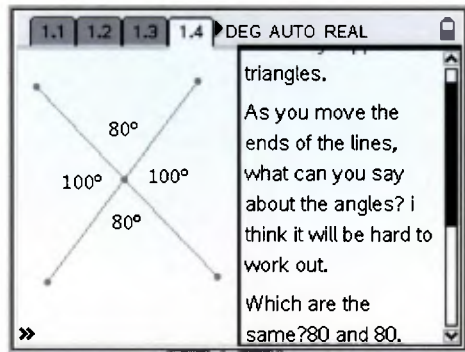 1.1 1.2 1.3 1.4 DEG AUTO REAL
triangles.
As you move the
ends of the lines,
what can you say
about the angles? i
think it will be hard to
work out.
Which are the
same?80 and 80.
80°
100° 100°
80°